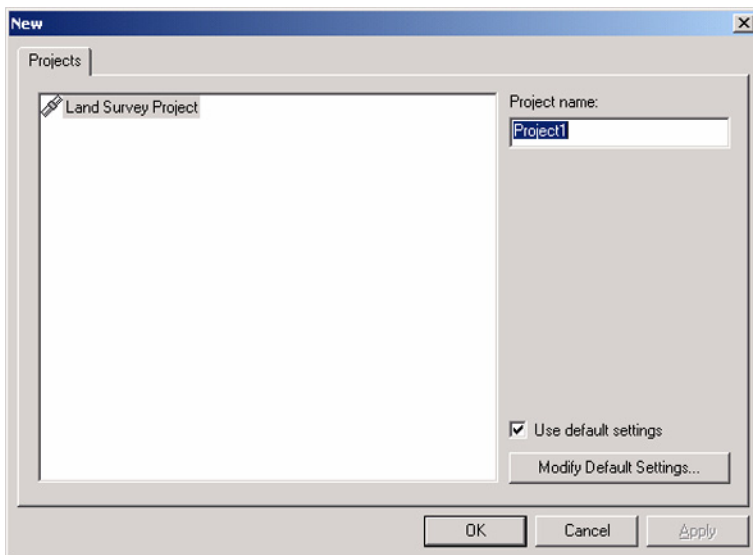 New
Projects
Land Survey Project
Project name:
Project1
Use default settings
Modify Default Settings...
OK
Cancel
Apply